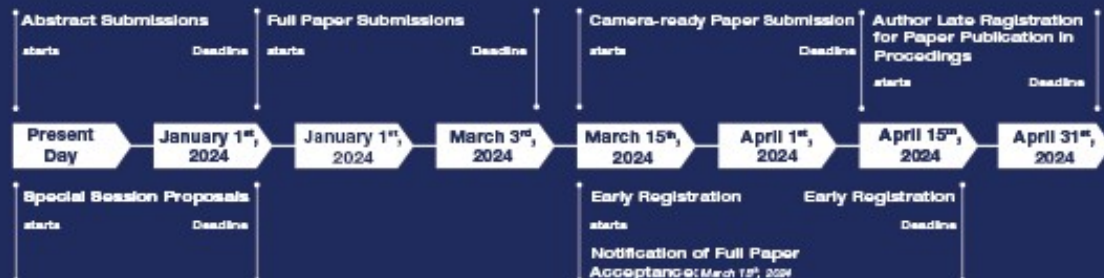 Abstract Submissions
starts Deadline
Full Paper Submissions
starts Deadline
Camera-ready Paper Submission
starts Deadline
Author Late Ragistration
for Paper Publication in
Procedings
starts Deadline
Present
Day
January 1st,
2024
January 1st,
2024
March 3rd,
2024
March 15th,
2024
April 1st,
2024
April 15th,
2024
April 31st,
2024
Special Session Proposals
starts Deadline
Early Registration Early Registration
starts Deadline
Notification of Full Paper
Acceptance: March 15th, 2024